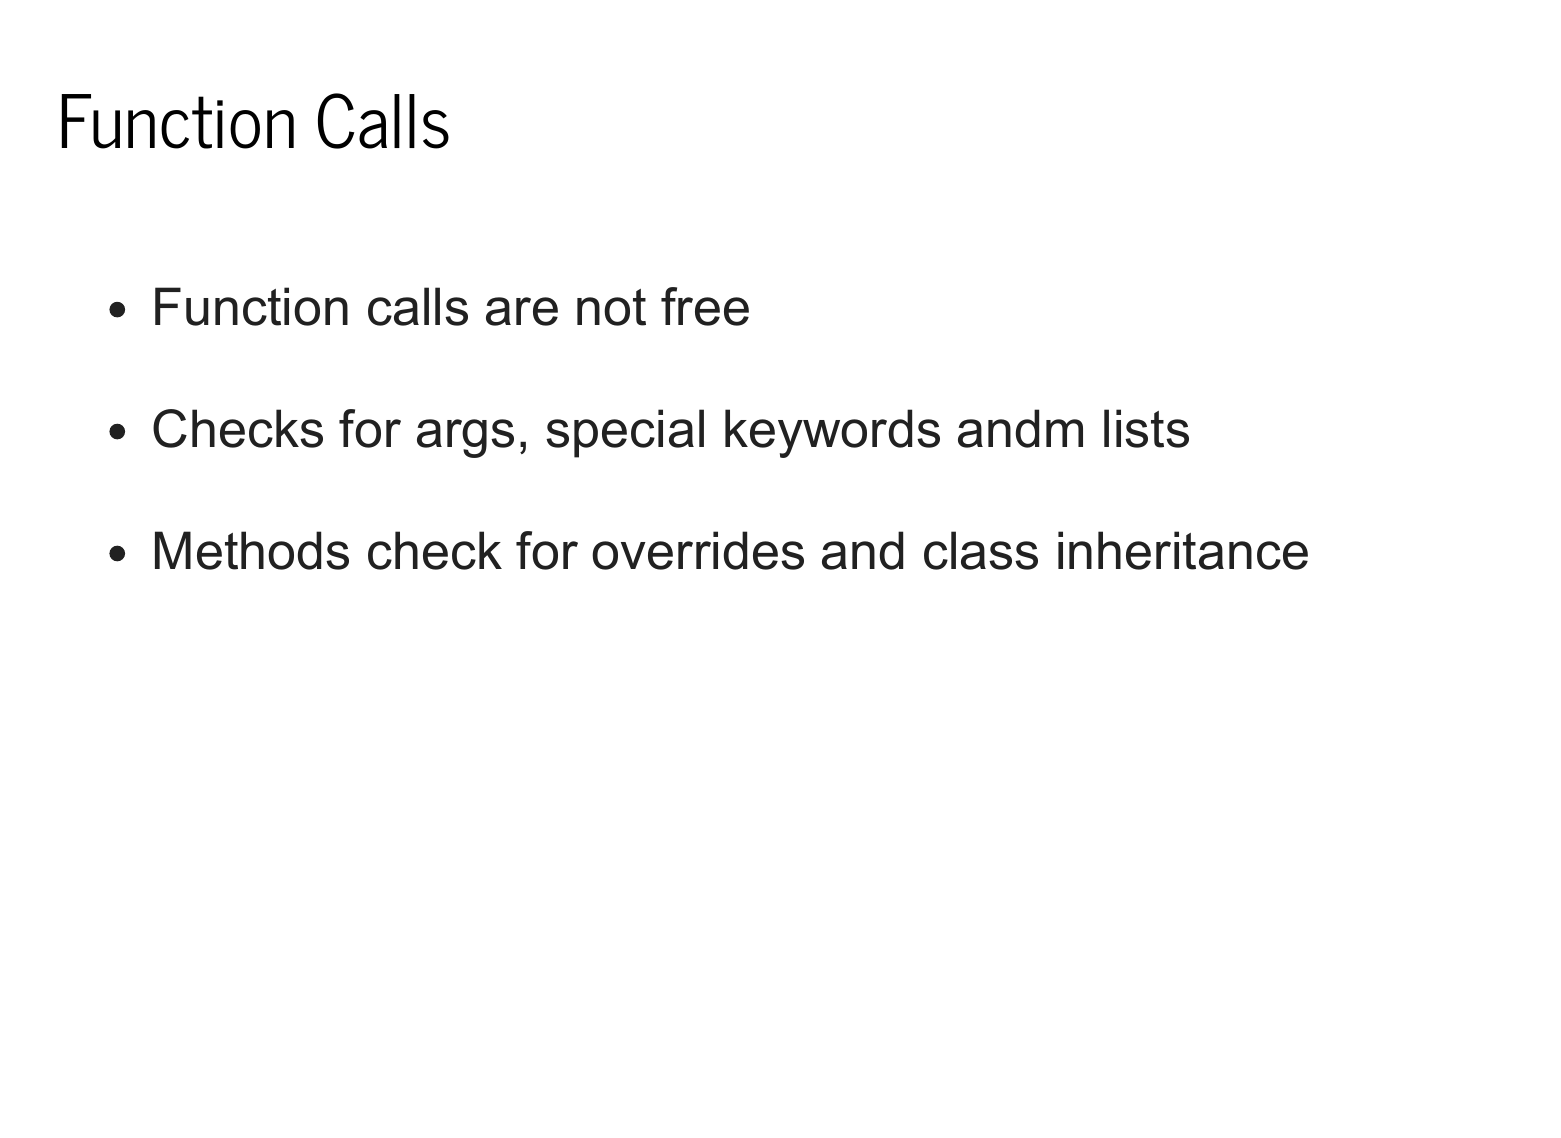 Function Calls
• Function calls are not free
• Checks for args, special keywords andm lists
• Methods check for overrides and class inheritance